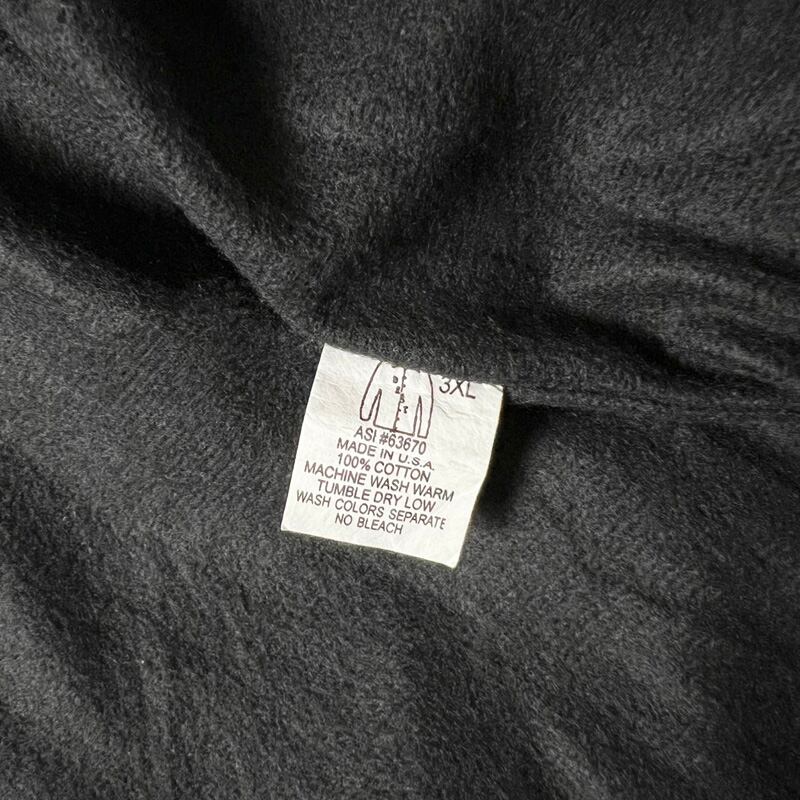 3XL
ASI #63670
MADE IN U.S.A.
100% COTTON
MACHINE WASH WARM
TUMBLE DRY LOW
WASH COLORS SEPARATE
NO BLEACH